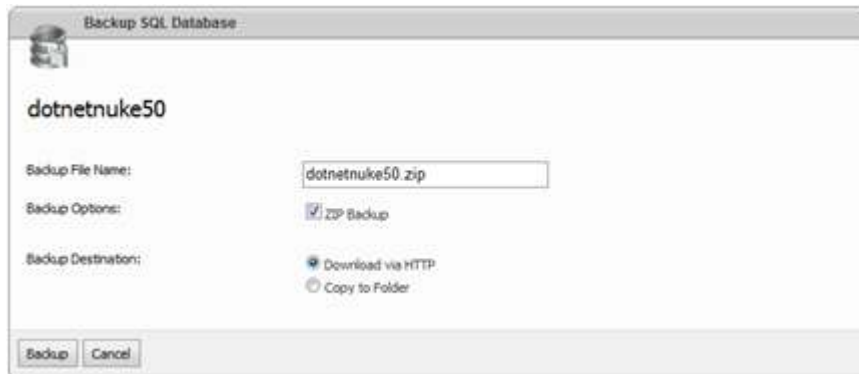 Backup SQL Database
dotnetnuke50
Backup File Name:
dotnetnuke50.zip
Backup Options:
ZIP Backup
Backup Destination:
Download via HTTP
Copy to Folder
Backup Cancel